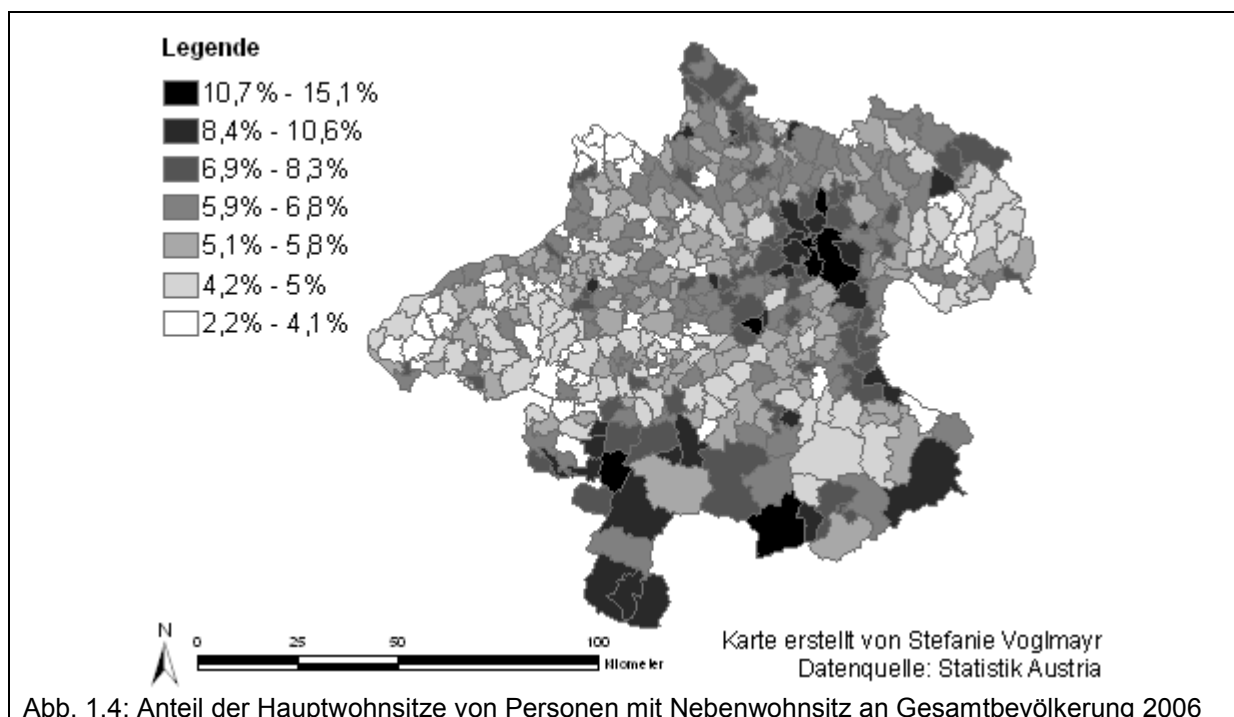 Legende
10,7% - 15,1%
8,4% - 10,6%
6,9% - 8,3%
5,9% - 6,8%
5,1% - 5,8%
4,2% - 5%
2,2% - 4,1%
N
0 25 50 100
Kilometer
Karte erstellt von Stefanie Voglmayr
Datenquelle: Statistik Austria
Abb. 1.4: Anteil der Hauptwohnsitze von Personen mit Nebenwohnsitz an Gesamtbevölkerung 2006